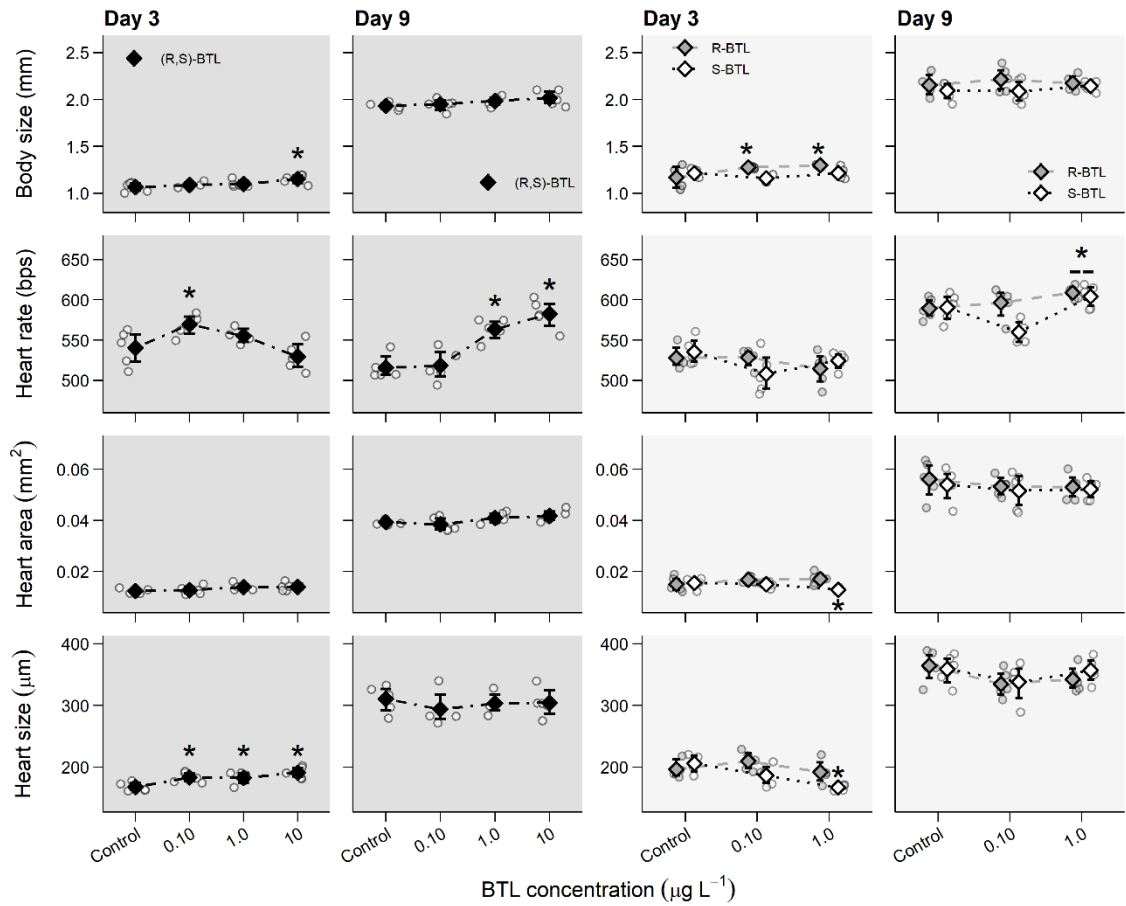 Day 3
Day 9
Day 3
Day 9
Body size (mm)
2.5
2.0
1.5
1.0
(R,S)-BTL
*
(R,S)-BTL
R-BTL
S-BTL
* *
R-BTL
S-BTL
Heart rate (bps)
650
600
550
500
*
* *
*
Heart area (mm²)
0.06
0.04
0.02
*
Heart size (μm)
400
300
200
* * *
*
Control 0.10 1.0 10
Control 0.10 1.0 10
Control 0.10 1.0
Control 0.10 1.0
BTL concentration (μg L⁻¹)